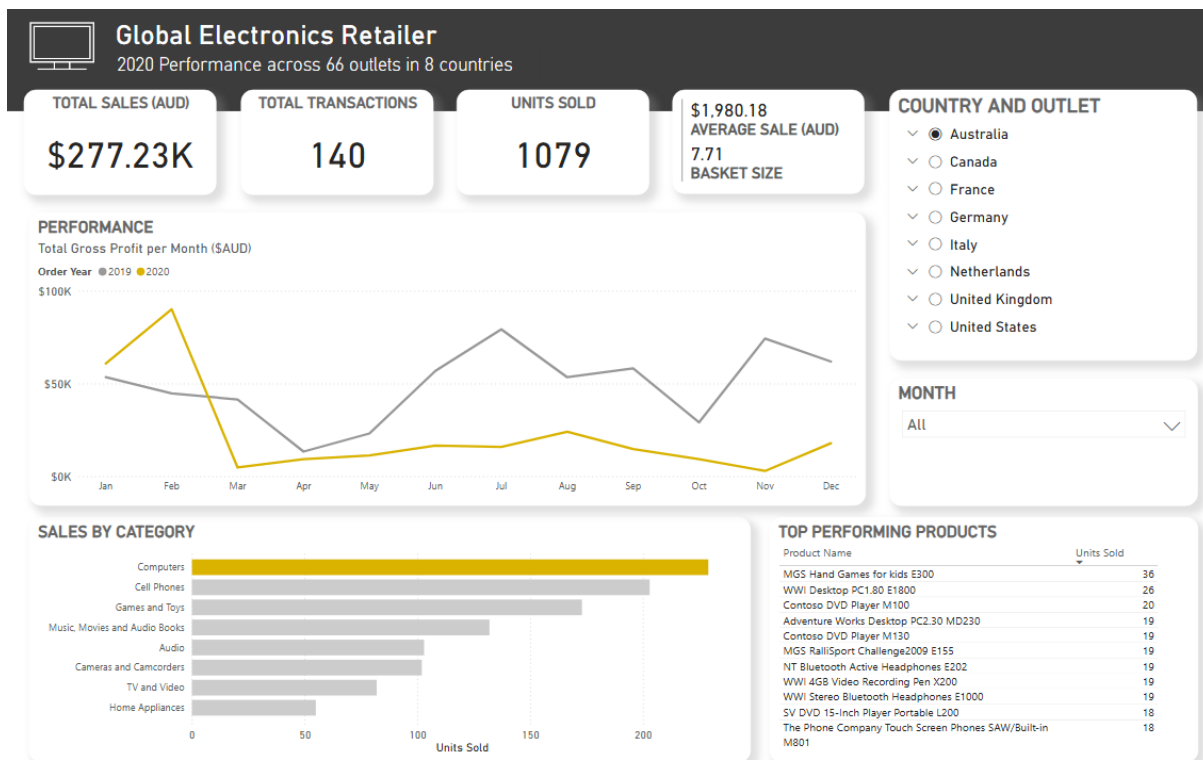 Global Electronics Retailer
2020 Performance across 66 outlets in 8 countries
TOTAL SALES (AUD)
$277.23K
TOTAL TRANSACTIONS
140
UNITS SOLD
1079
$1,980.18
AVERAGE SALE (AUD)
7.71
BASKET SIZE
COUNTRY AND OUTLET
Australia
Canada
France
Germany
Italy
Netherlands
United Kingdom
United States
MONTH
All
PERFORMANCE
Total Gross Profit per Month ($AUD)
Order Year 2019 2020
$100K
$50K
$0K
Jan Feb Mar Apr May Jun Jul Aug Sep Oct Nov Dec
SALES BY CATEGORY
Computers
Cell Phones
Games and Toys
Music, Movies and Audio Books
Audio
Cameras and Camcorders
TV and Video
Home Appliances
0 50 100 150 200
Units Sold
TOP PERFORMING PRODUCTS
Product Name Units Sold
MGS Hand Games for kids E300 36
WWI Desktop PC1.80 E1800 26
Contoso DVD Player M100 20
Adventure Works Desktop PC2.30 MD230 19
Contoso DVD Player M130 19
MGS RalliSport Challenge2009 E155 19
NT Bluetooth Active Headphones E202 19
WWI 4GB Video Recording Pen X200 19
WWI Stereo Bluetooth Headphones E1000 19
SV DVD 15-Inch Player Portable L200 18
The Phone Company Touch Screen Phones SAW/Built-in 18
M801